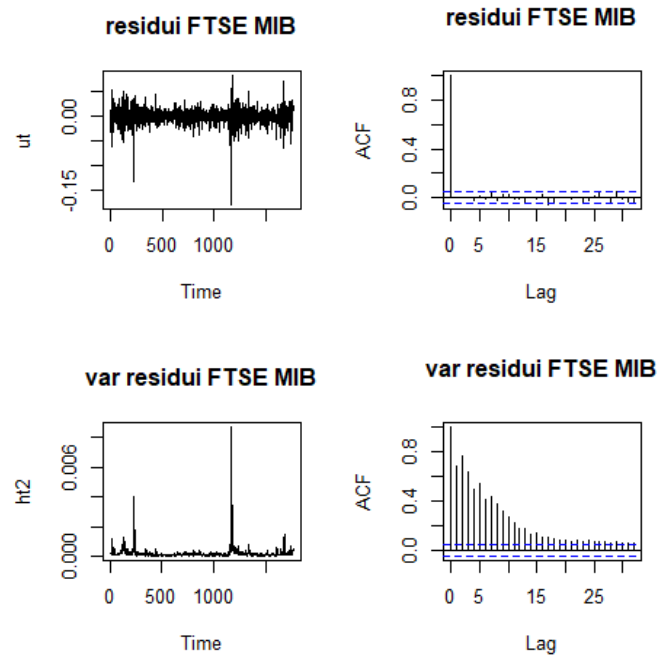 residui FTSE MIB
ut
0.00
-0.15
0 500 1000
Time
residui FTSE MIB
ACF
0.8
0.4
0.0
0 5 15 25
Lag
var residui FTSE MIB
ht2
0.006
0.000
0 500 1000
Time
var residui FTSE MIB
ACF
0.8
0.4
0.0
0 5 15 25
Lag